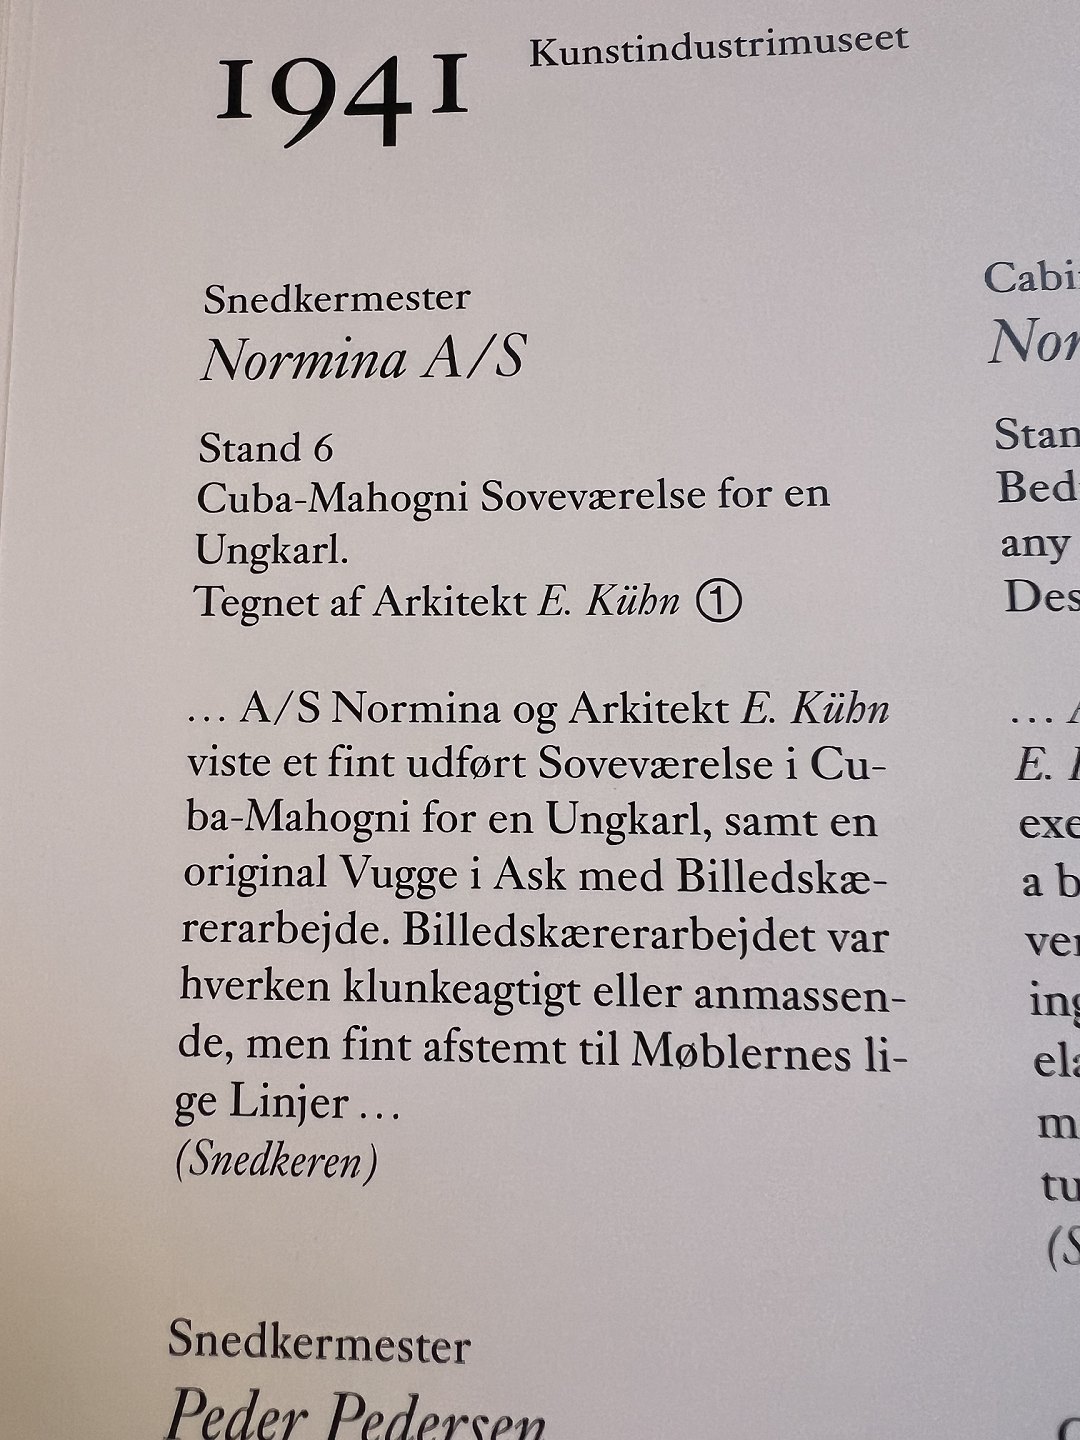 1941 Kunstindustrimuseet
Snedkermester
Normina A/S
Stand 6
Cuba-Mahogni Soveværelse for en
Ungkarl.
Tegnet af Arkitekt E. Kühn ①
… A/S Normina og Arkitekt E. Kühn
viste et fint udført Soveværelse i Cu-
ba-Mahogni for en Ungkarl, samt en
original Vugge i Ask med Billedskæ-
rerarbejde. Billedskærerarbejdet var
hverken klunkeagtigt eller anmassen-
de, men fint afstemt til Møblernes li-
ge Linjer …
(Snedkeren)
Snedkermester
Peder Pedersen
any
E.
a